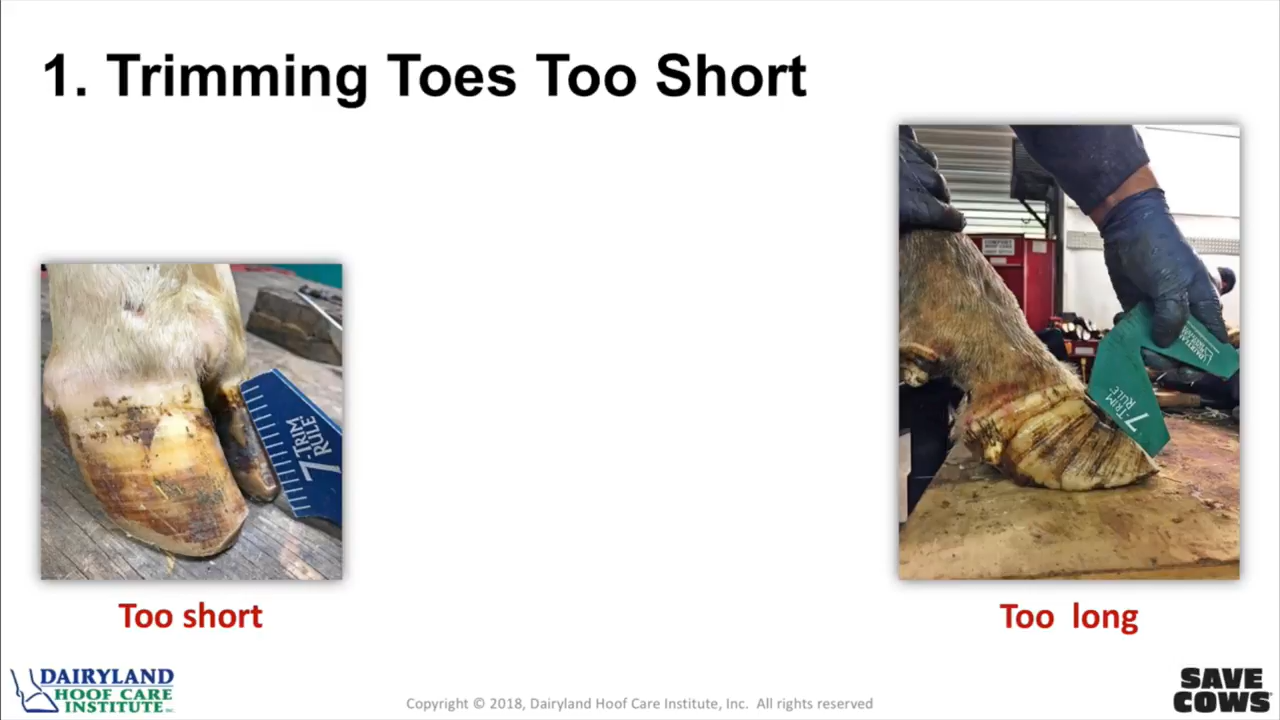 1. Trimming Toes Too Short
7-TRIM
RULE
7-TRIM
RULE
Too short
Too long
DAIRYLAND
HOOF CARE
INSTITUTE INC.
Copyright © 2018, Dairyland Hoof Care Institute, Inc. All rights reserved
SAVE
COWS